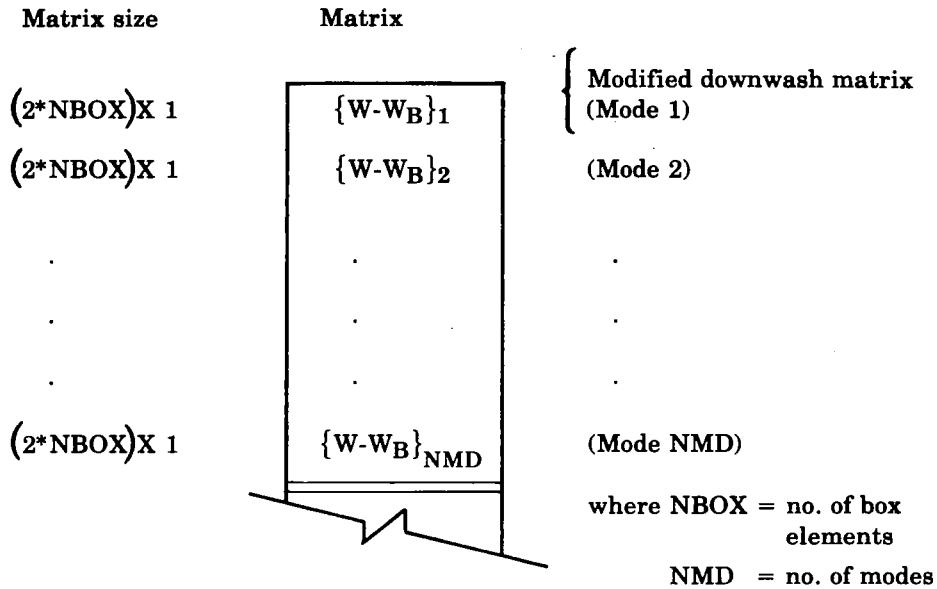 Matrix size Matrix
Modified downwash matrix
(2*NBOX)X 1 {W-W_B}_1 (Mode 1)
(2*NBOX)X 1 {W-W_B}_2 (Mode 2)
. . .
. . .
. . .
(2*NBOX)X 1 {W-W_B}_NMD (Mode NMD)
where NBOX = no. of box
elements
NMD = no. of modes